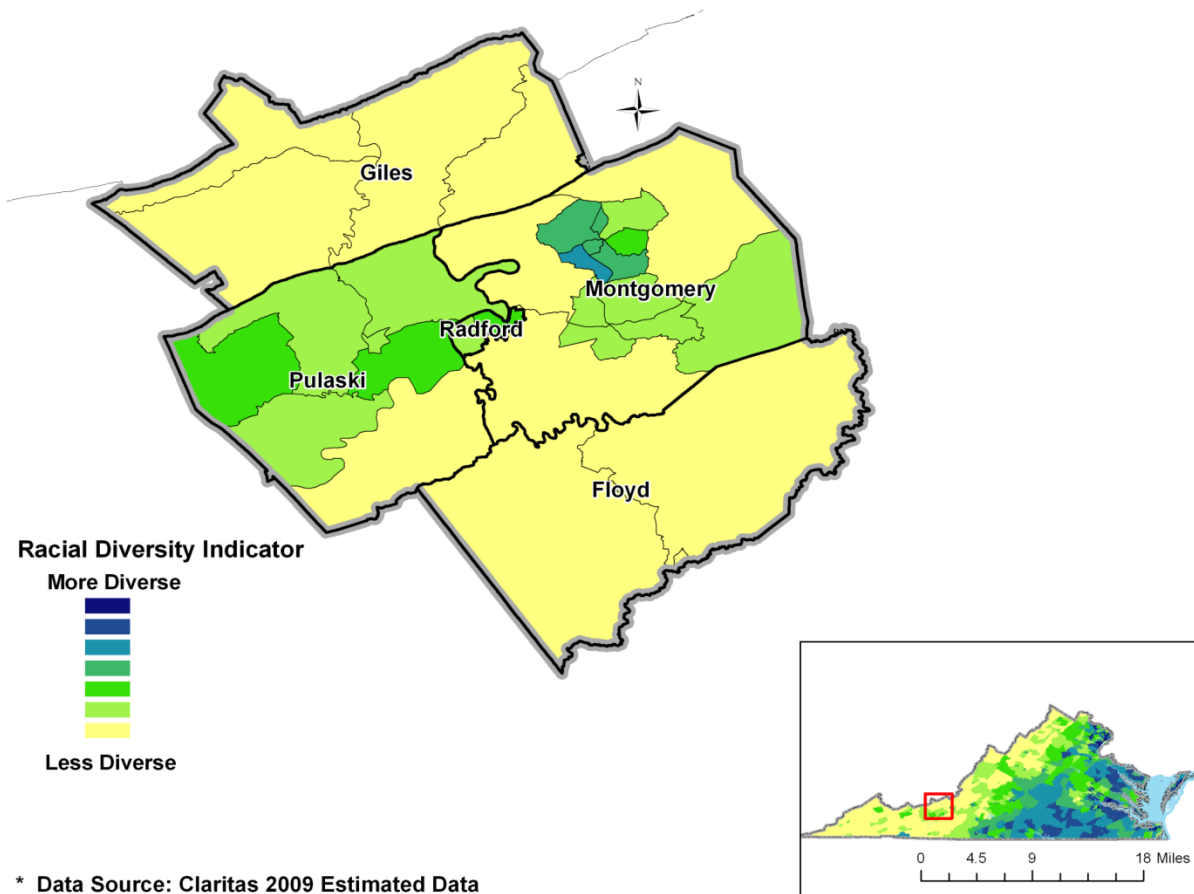 N
Giles
Montgomery
Radford
Pulaski
Floyd
Racial Diversity Indicator
More Diverse
Less Diverse
0 4.5 9 18 Miles
* Data Source: Claritas 2009 Estimated Data